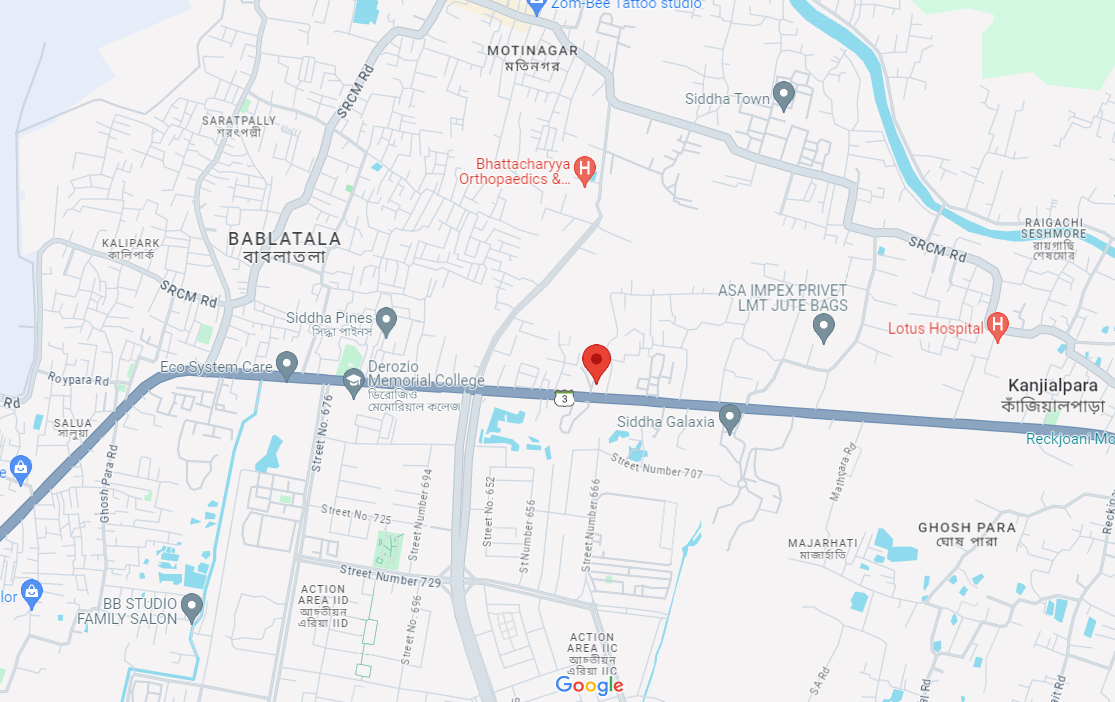 Zom-Bee Tattoo studio
MOTINAGAR
মতিনগর
SRCM Rd
Siddha Town
SARATPALLY
শরৎপল্লী
Bhattacharyya
Orthopaedics &...
RAIGACHI
SESHMORE
রায়গাছি
শেষমোর
KALIPARK
কালিপার্ক
BABLATALA
বাবলাতলা
SRCM Rd
SRCM Rd
ASA IMPEX PRIVET
LMT JUTE BAGS
Siddha Pines
সিদ্ধা পাইনস
Lotus Hospital
Eco System Care
Derozio
Memorial College
ডিরোজিও
মেমোরিয়াল কলেজ
Roypara Rd
Rd
3
Kanjialpara
কাঁজিয়ালপাড়া
SALUA
সালুয়া
Street No: 676
Siddha Galaxia
Reckjoani Mo
Ghosh Para Rd
Street No: 652
Street Number 694
Street Number 707
Mathpara Rd
Street No. 725
St Number 656
Street Number 666
GHOSH PARA
ঘোষ পারা
MAJARHATI
মাজার্হাতি
Street Number 729
ACTION
AREA IID
আক্তীয়ন
এরিয়া IID
BB STUDIO
FAMILY SALON
lor
Street No: 696
ACTION
AREA IIC
আক্তীয়ন
এরিয়া IIC
SA Rd
Google